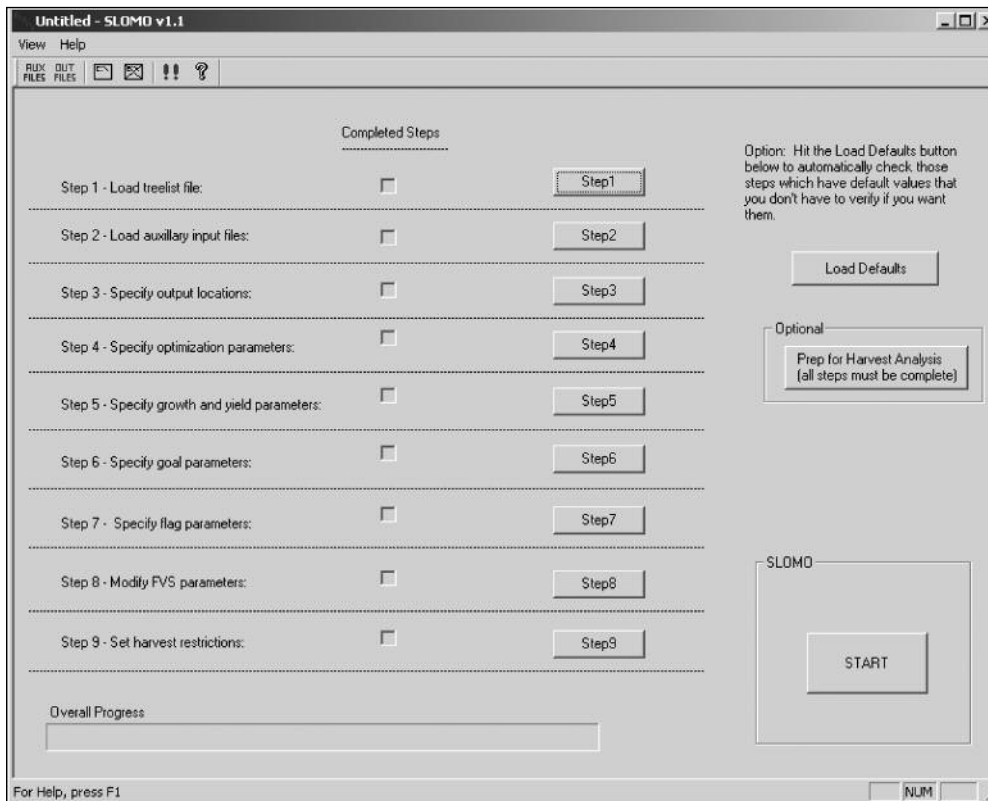 Untitled - SLOMO v1.1
View Help
AUX FILES OUT FILES
Completed Steps
Step 1 - Load treelist file:
Step1
Step 2 - Load auxillary input files:
Step2
Step 3 - Specify output locations:
Step3
Step 4 - Specify optimization parameters:
Step4
Step 5 - Specify growth and yield parameters:
Step5
Step 6 - Specify goal parameters:
Step6
Step 7 - Specify flag parameters:
Step7
Step 8 - Modify FVS parameters:
Step8
Step 9 - Set harvest restrictions:
Step9
Overall Progress
Option: Hit the Load Defaults button
below to automatically check those
steps which have default values that
you don't have to verify if you want
them.
Load Defaults
Optional
Prep for Harvest Analysis
(all steps must be complete)
SLOMO
START
For Help, press F1
NUM